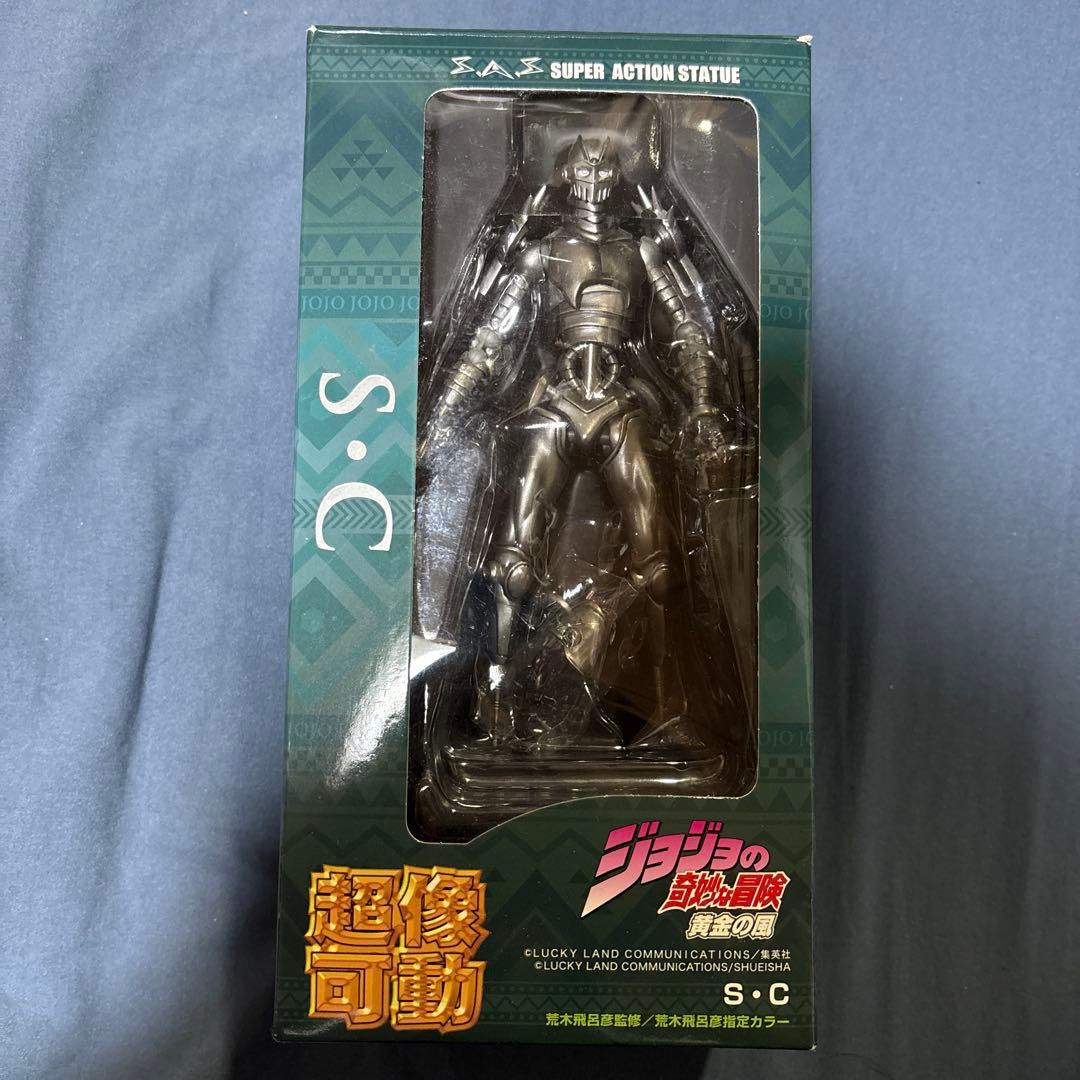 S.A.S SUPER ACTION STATUE
JOJO JOJO JO
S・C
JOJO
超像
可動
ジョジョの
奇妙な冒険
黄金の風
©LUCKY LAND COMMUNICATIONS／集英社
©LUCKY LAND COMMUNICATIONS/SHUEISHA
S・C
荒木飛呂彦監修／荒木飛呂彦指定カラー